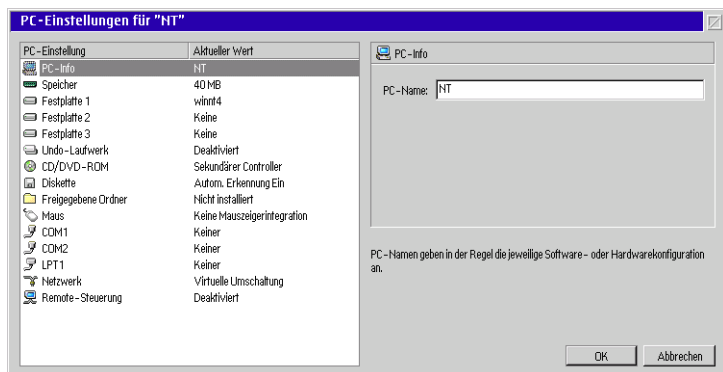 PC-Einstellungen für "NT"
PC-Einstellung Aktueller Wert
PC-Info NT
Speicher 40 MB
Festplatte 1 winnt4
Festplatte 2 Keine
Festplatte 3 Keine
Undo-Laufwerk Deaktiviert
CD/DVD-ROM Sekundärer Controller
Diskette Autom. Erkennung Ein
Freigegebene Ordner Nicht installiert
Maus Keine Mauszeigerintegration
COM1 Keiner
COM2 Keiner
LPT1 Keiner
Netzwerk Virtuelle Umschaltung
Remote-Steuerung Deaktiviert
PC-Info
PC-Name: NT
PC-Namen geben in der Regel die jeweilige Software- oder Hardwarekonfiguration
an.
OK Abbrechen